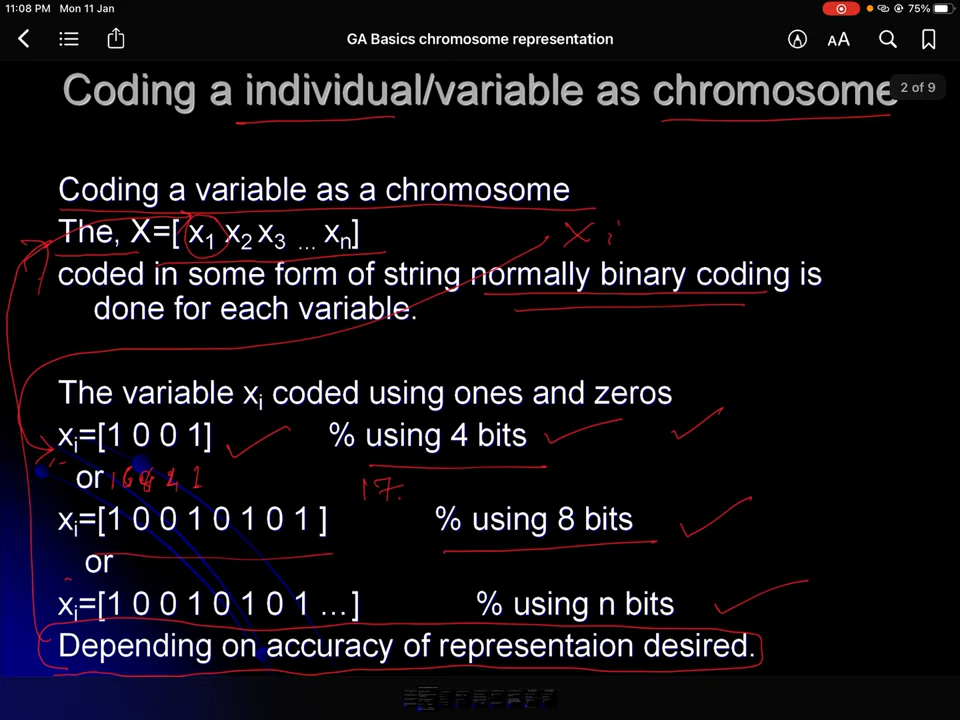 11:08 PM Mon 11 Jan
75%
GA Basics chromosome representation
AA
Coding a individual/variable as chromosome
2 of 9
Coding a variable as a chromosome
The, X=[ x1 x2 x3 ... xn]
xi
coded in some form of string normally binary coding is
done for each variable.
The variable xi coded using ones and zeros
xi=[1 0 0 1] % using 4 bits
or
17.
xi=[1 0 0 1 0 1 0 1 ] % using 8 bits
or
xi=[1 0 0 1 0 1 0 1 ...] % using n bits
Depending on accuracy of representaion desired.